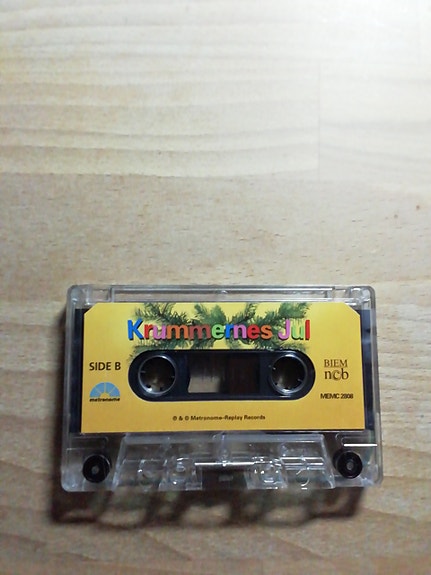 Krummernes Jul
SIDE B
BIEM
ncb
metronome
MEMC 2808
℗ & © Metronome-Replay Records